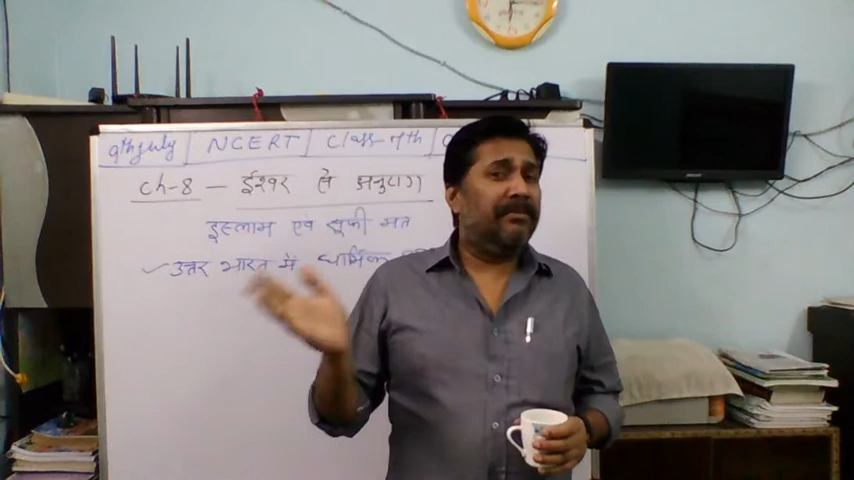 9th July | NCERT | Class-7th |
Ch-8 - ईश्वर से अनुराग
इस्लाम एवं सूफी मत
✓ उत्तर भारत में धार्मिक